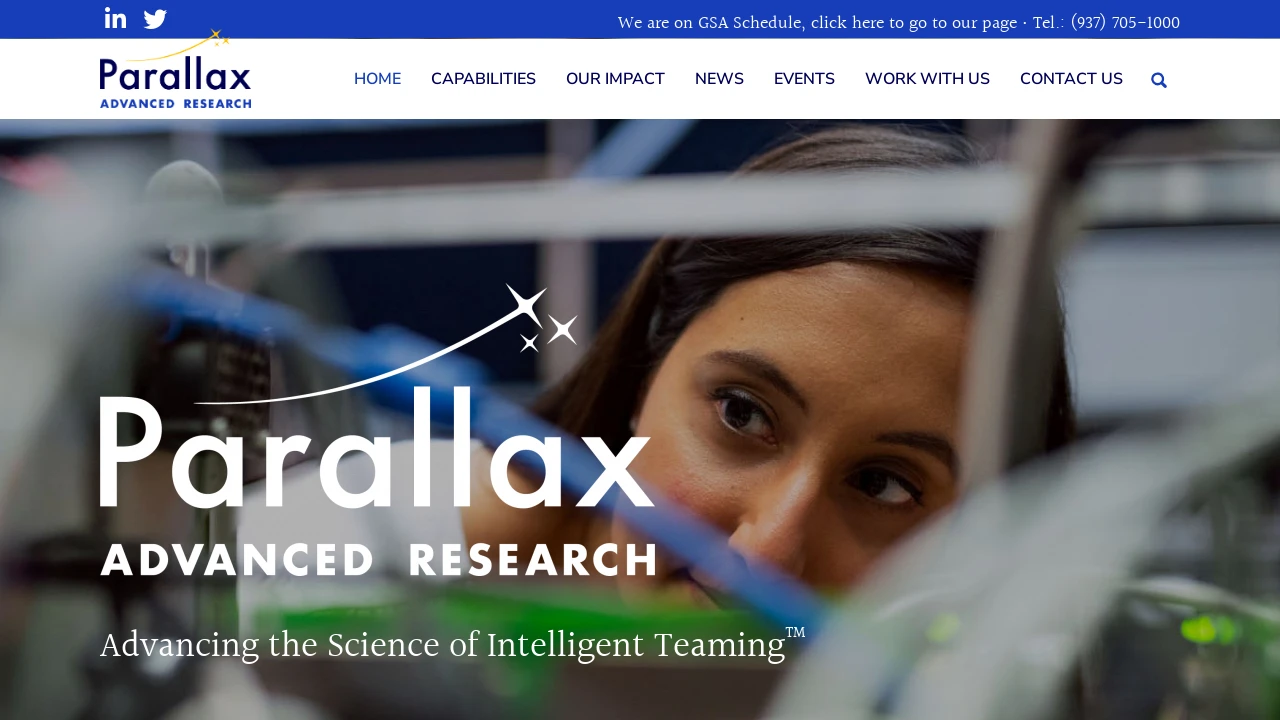 We are on GSA Schedule, click here to go to our page · Tel.: (937) 705-1000
Parallax
ADVANCED RESEARCH
HOME CAPABILITIES OUR IMPACT NEWS EVENTS WORK WITH US CONTACT US
Parallax
ADVANCED RESEARCH
Advancing the Science of Intelligent Teaming™